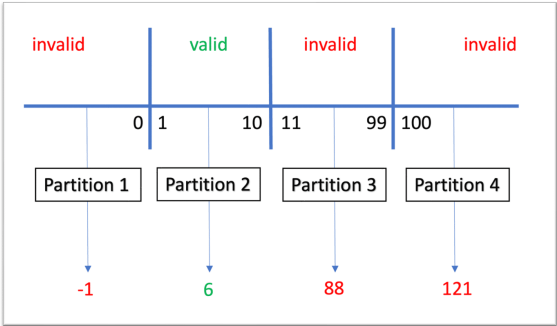 invalid valid invalid invalid
0 1 10 11 99 100
Partition 1 Partition 2 Partition 3 Partition 4
-1 6 88 121